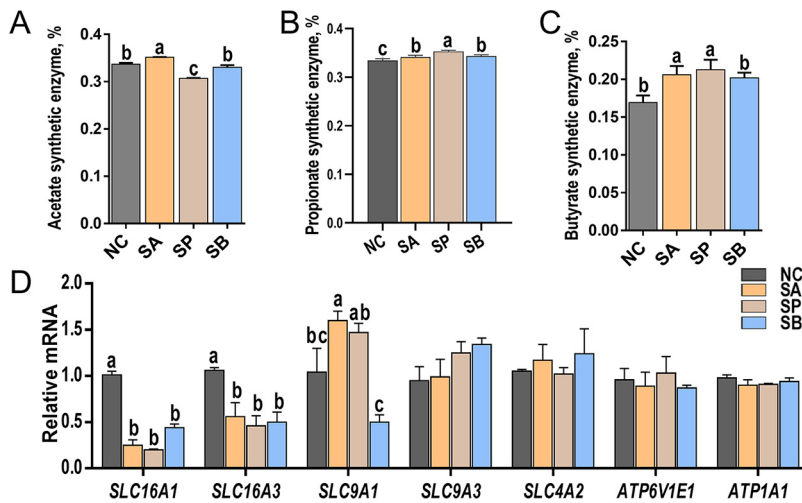 A
Acetate synthetic enzyme, %
0.4
0.3
0.2
0.1
0.0
b
a
c
b
NC
SA
SP
SB
B
Propionate synthetic enzyme, %
0.4
0.3
0.2
0.1
0.0
c
b
a
b
NC
SA
SP
SB
C
Butyrate synthetic enzyme, %
0.25
0.20
0.15
0.10
0.05
0.00
b
a
a
b
NC
SA
SP
SB
D
Relative mRNA
2.0
1.5
1.0
0.5
0.0
a
b
b
b
a
b
b
b
bc
a
ab
c
NC
SA
SP
SB
SLC16A1
SLC16A3
SLC9A1
SLC9A3
SLC4A2
ATP6V1E1
ATP1A1